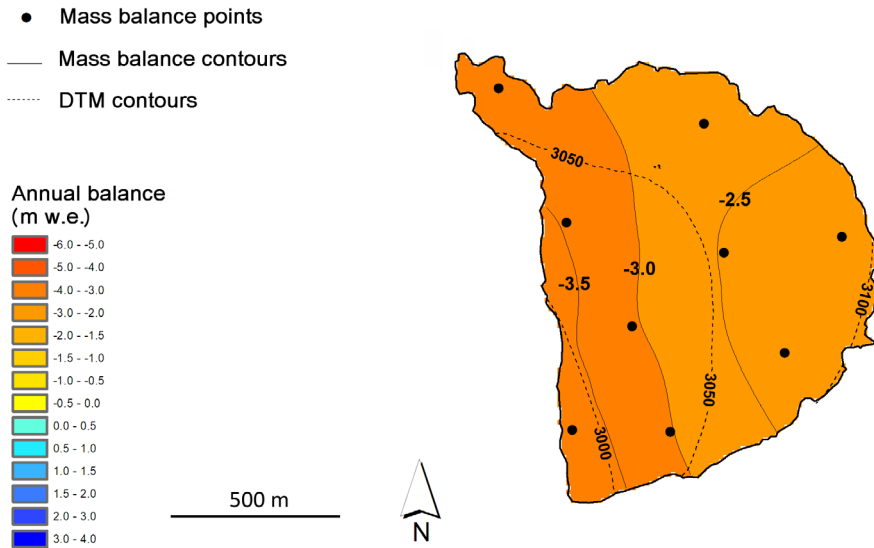 Mass balance points
Mass balance contours
DTM contours
Annual balance
(m w.e.)
-6.0 - -5.0
-5.0 - -4.0
-4.0 - -3.0
-3.0 - -2.0
-2.0 - -1.5
-1.5 - -1.0
-1.0 - -0.5
-0.5 - 0.0
0.0 - 0.5
0.5 - 1.0
1.0 - 1.5
1.5 - 2.0
2.0 - 3.0
3.0 - 4.0
500 m
N
3050
-2.5
-3.0
-3.5
3100
3050
3000